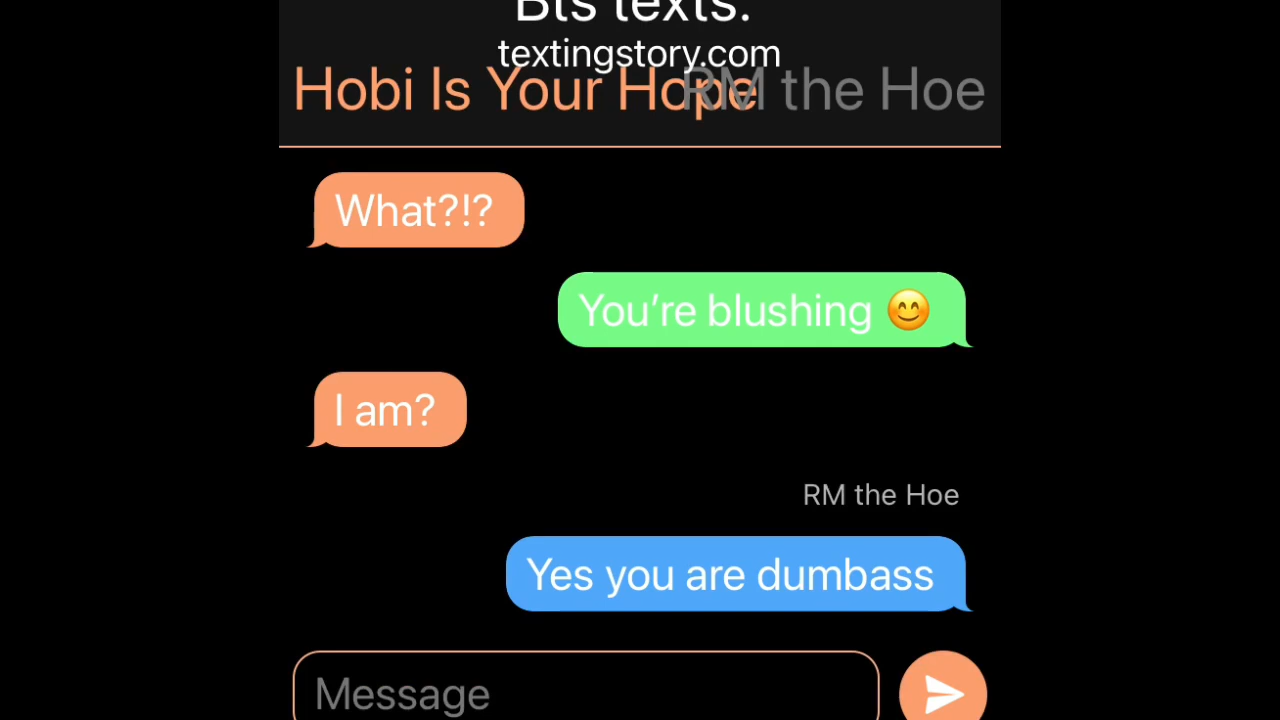 Bts texts.
textingstory.com
Hobi Is Your Hope RM the Hoe
What?!?
You’re blushing 😊
I am?
RM the Hoe
Yes you are dumbass
Message